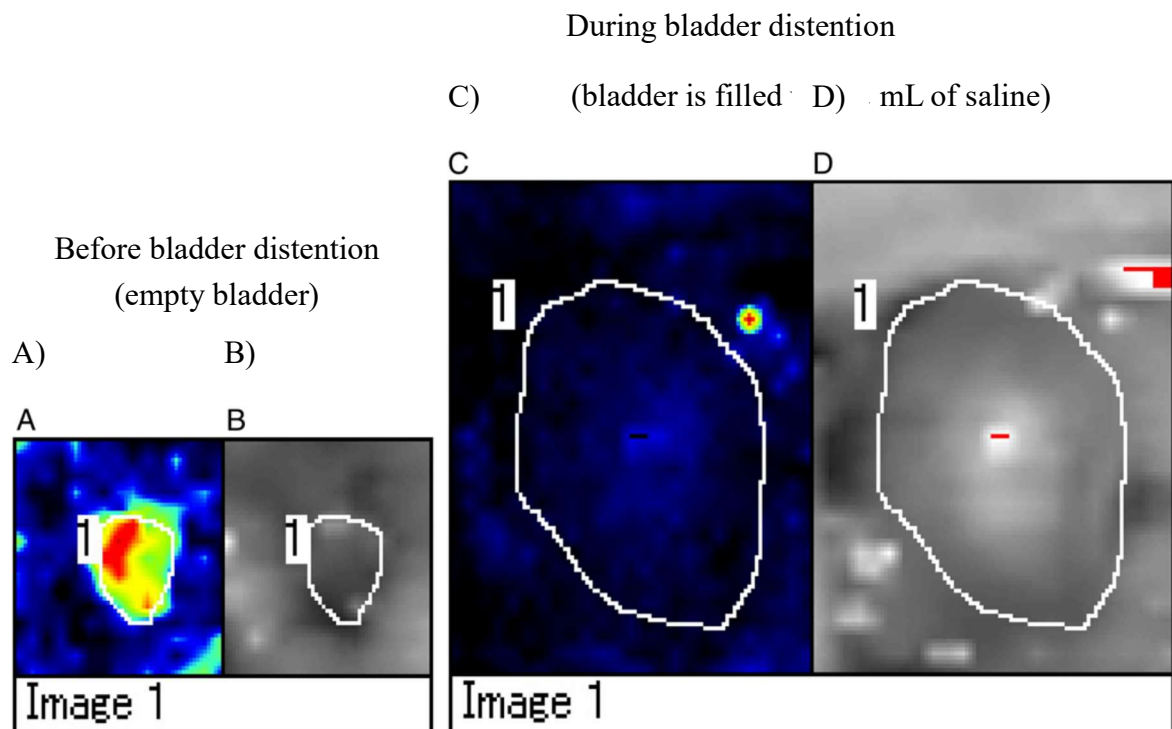 During bladder distention
C) (bladder is filled D) mL of saline)
C D
1 1
Before bladder distention
(empty bladder)
A) B)
A B
1 1
Image 1
Image 1